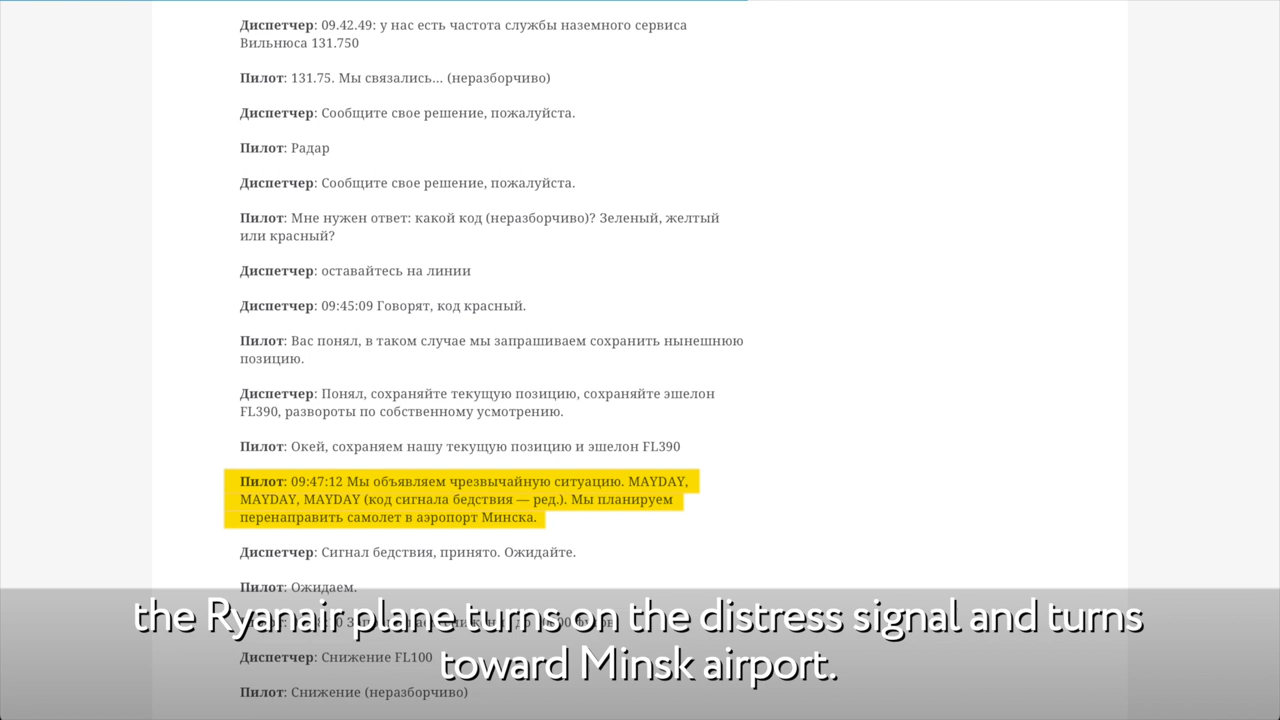 Диспетчер: 09.42.49: у нас есть частота службы наземного сервиса
Вильнюса 131.750
Пилот: 131.75. Мы связались... (неразборчиво)
Диспетчер: Сообщите свое решение, пожалуйста.
Пилот: Радар
Диспетчер: Сообщите свое решение, пожалуйста.
Пилот: Мне нужен ответ: какой код (неразборчиво)? Зеленый, желтый
или красный?
Диспетчер: оставайтесь на линии
Диспетчер: 09:45:09 Говорят, код красный.
Пилот: Вас понял, в таком случае мы запрашиваем сохранить нынешнюю
позицию.
Диспетчер: Понял, сохраняйте текущую позицию, сохраняйте эшелон
FL390, развороты по собственному усмотрению.
Пилот: Окей, сохраняем нашу текущую позицию и эшелон FL390
Пилот: 09:47:12 Мы объявляем чрезвычайную ситуацию. MAYDAY,
MAYDAY, MAYDAY (код сигнала бедствия — ред.). Мы планируем
перенаправить самолет в аэропорт Минска.
Диспетчер: Сигнал бедствия, принято. Ожидайте.
Пилот: Ожидаем.
the Ryanair plane turns on the distress signal and turns
Диспетчер: Снижение FL100
toward Minsk airport.
Пилот: Снижение (неразборчиво)